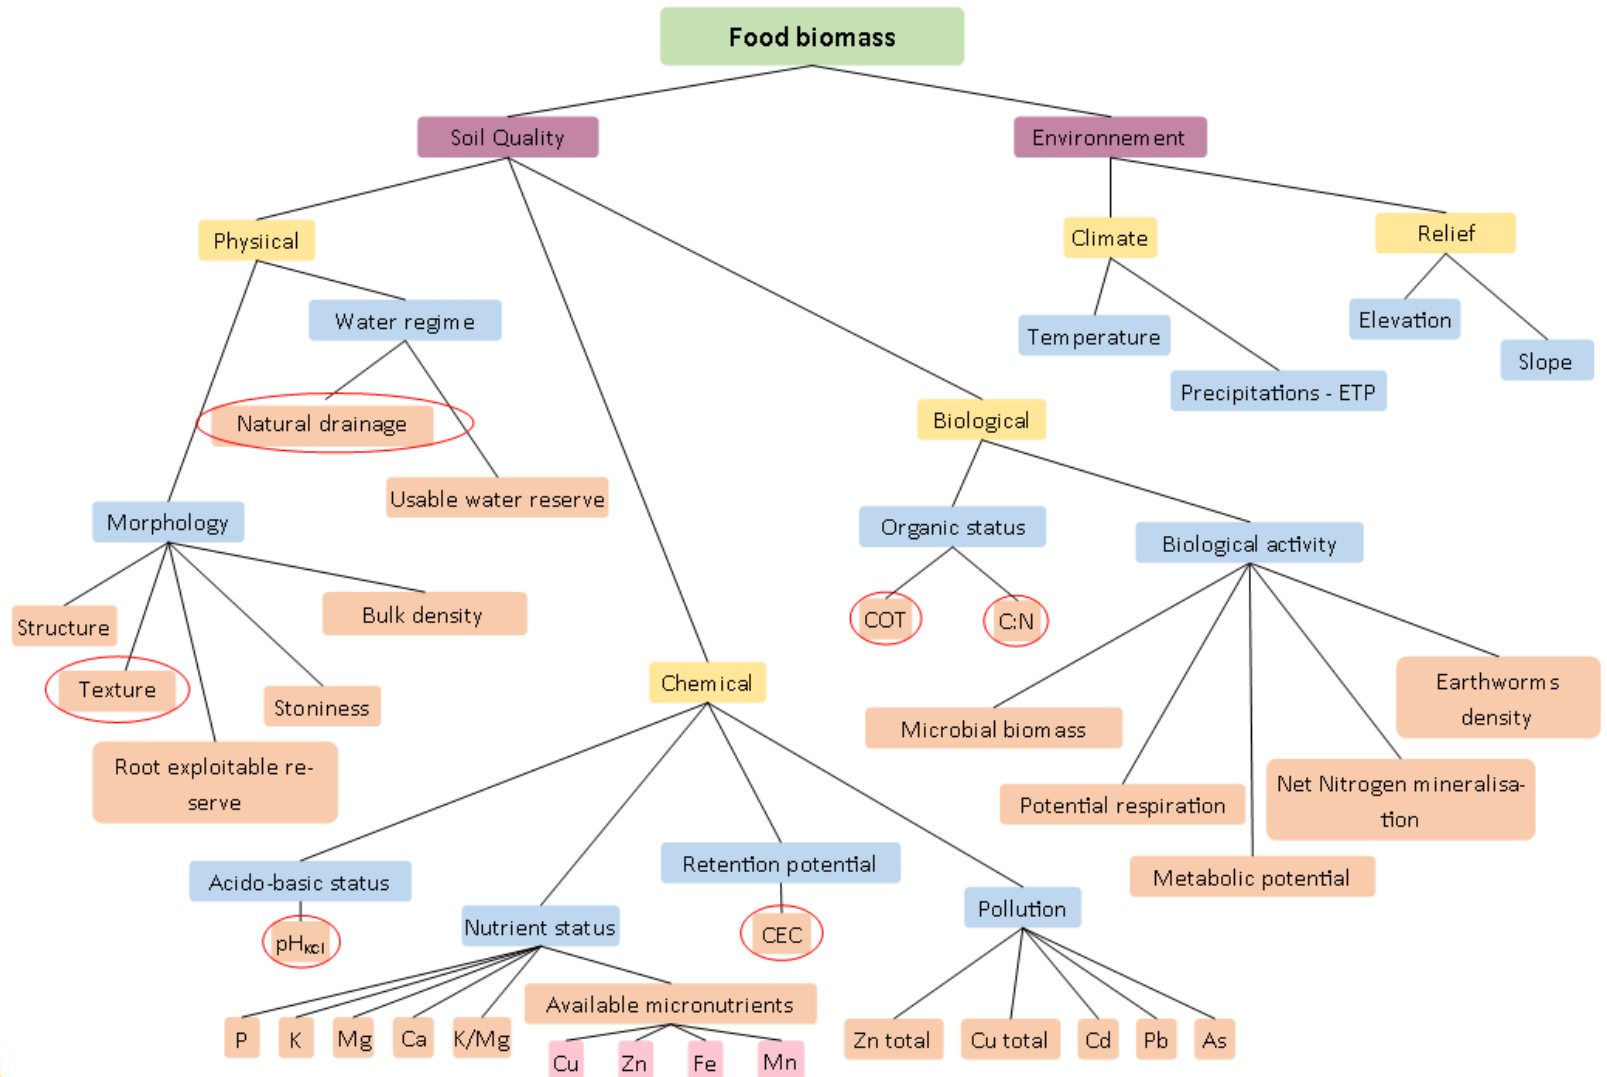 Food biomass
Soil Quality
Environnement
Physiical
Climate
Relief
Water regime
Temperature
Elevation
Slope
Precipitations - ETP
Natural drainage
Biological
Usable water reserve
Morphology
Organic status
Biological activity
Structure
Bulk density
COT
C:N
Texture
Stoniness
Chemical
Earthworms
density
Microbial biomass
Root exploitable re-
serve
Potential respiration
Net Nitrogen mineralisa-
tion
Metabolic potential
Acido-basic status
Retention potential
pHKCl
Nutrient status
CEC
Pollution
Available micronutrients
P
K
Mg
Ca
K/Mg
Zn total
Cu total
Cd
Pb
As
Cu
Zn
Fe
Mn